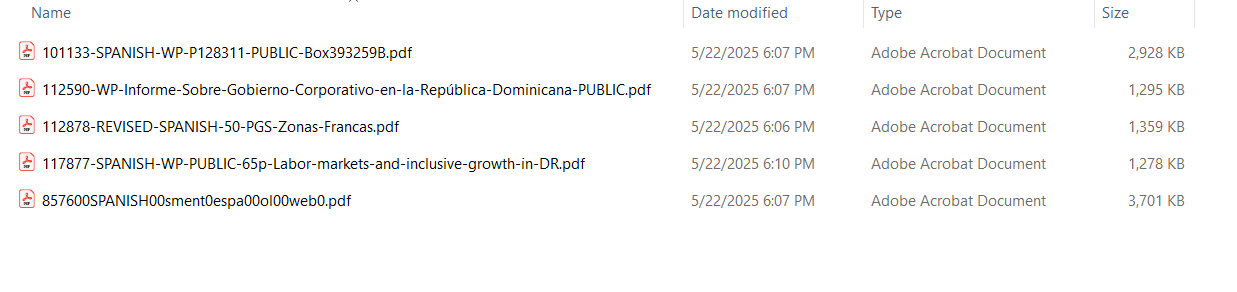 Name Date modified Type Size
101133-SPANISH-WP-P128311-PUBLIC-Box393259B.pdf 5/22/2025 6:07 PM Adobe Acrobat Document 2,928 KB
112590-WP-Informe-Sobre-Gobierno-Corporativo-en-la-República-Dominicana-PUBLIC.pdf 5/22/2025 6:07 PM Adobe Acrobat Document 1,295 KB
112878-REVISED-SPANISH-50-PGS-Zonas-Francas.pdf 5/22/2025 6:06 PM Adobe Acrobat Document 1,359 KB
117877-SPANISH-WP-PUBLIC-65p-Labor-markets-and-inclusive-growth-in-DR.pdf 5/22/2025 6:10 PM Adobe Acrobat Document 1,278 KB
857600SPANISH00sment0espa00ol00web0.pdf 5/22/2025 6:07 PM Adobe Acrobat Document 3,701 KB